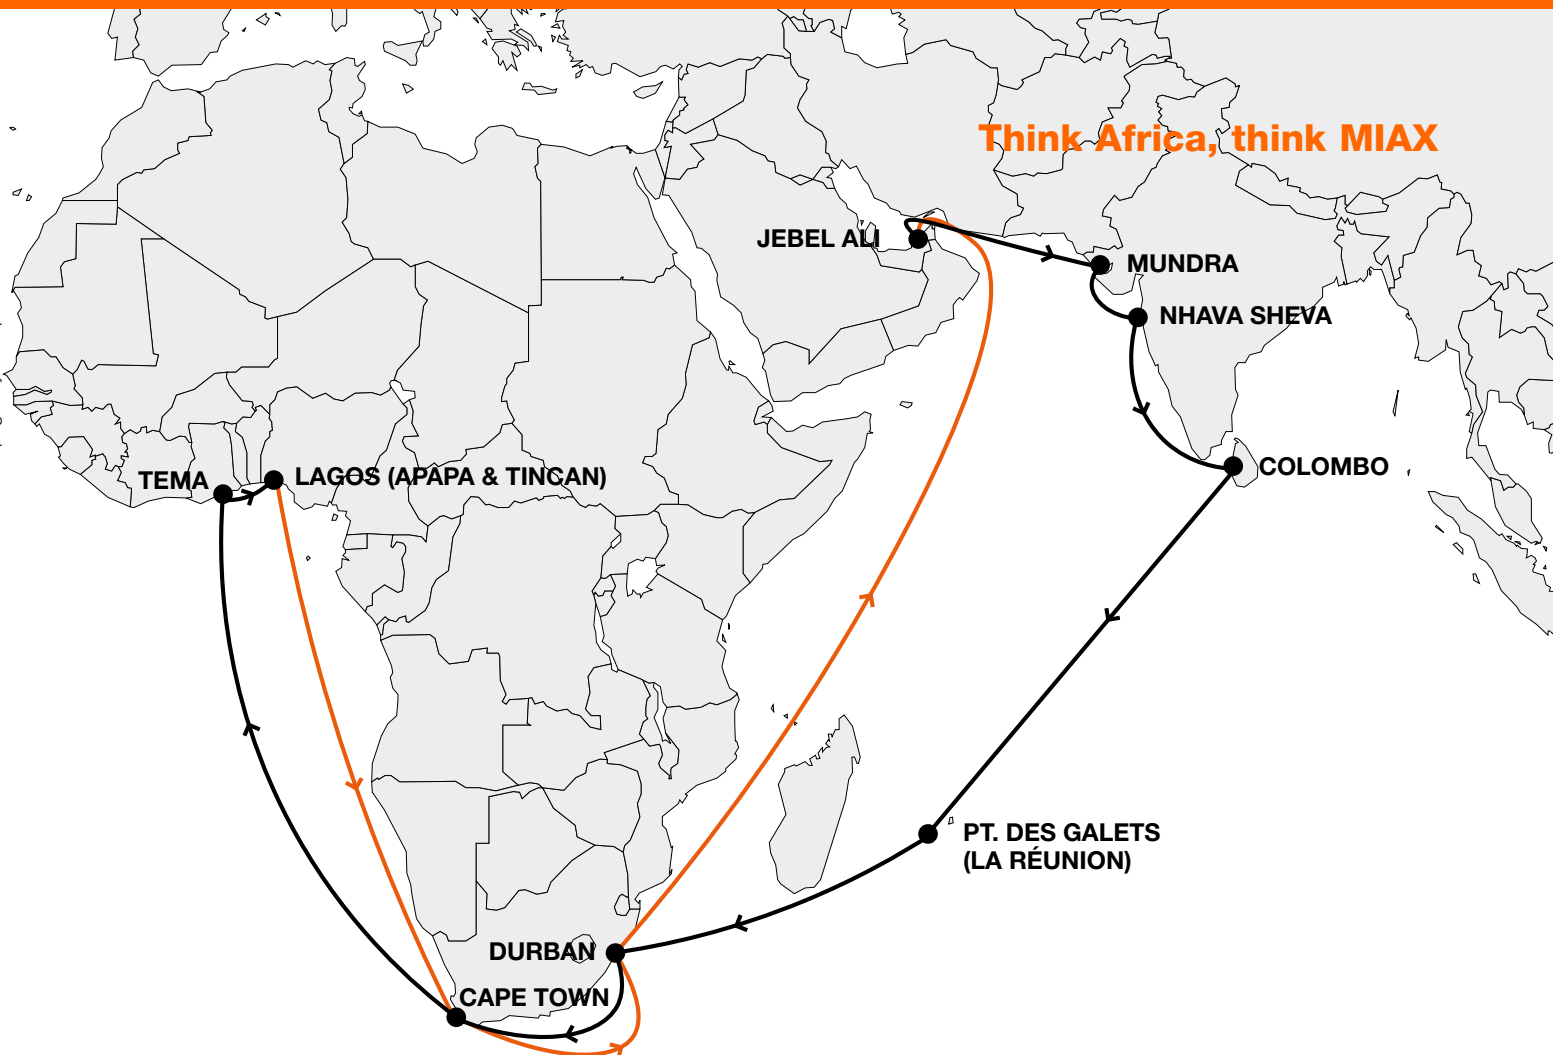 Think Africa, think MIAX
JEBEL ALI
MUNDRA
NHAVA SHEVA
COLOMBO
TEMA
LAGOS (APAPA & TINCAN)
PT. DES GALETS
(LA RÉUNION)
DURBAN
CAPE TOWN